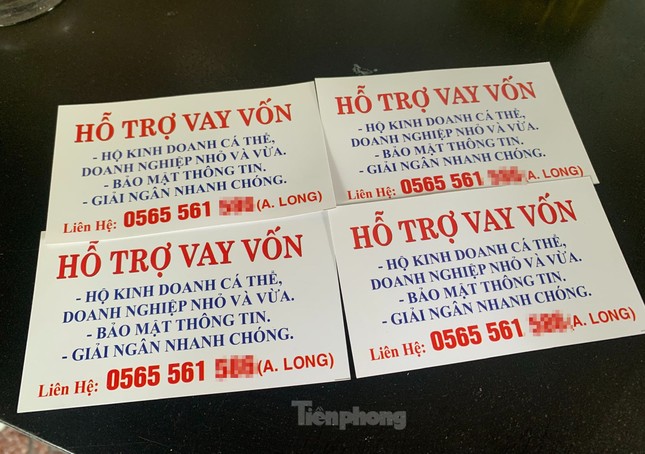 HỖ TRỢ VAY VỐN
- HỘ KINH DOANH CÁ THỂ,
DOANH NGHIỆP NHỎ VÀ VỪA.
- BẢO MẬT THÔNG TIN.
- GIẢI NGÂN NHANH CHÓNG.
Liên Hệ: 0565 561 (A. LONG)
HỖ TRỢ VAY VỐN
- HỘ KINH DOANH CÁ THỂ,
DOANH NGHIỆP NHỎ VÀ VỪA.
- BẢO MẬT THÔNG TIN.
- GIẢI NGÂN NHANH CHÓNG.
Liên Hệ: 0565 561 (A. LONG)
HỖ TRỢ VAY VỐN
- HỘ KINH DOANH CÁ THỂ,
DOANH NGHIỆP NHỎ VÀ VỪA.
- BẢO MẬT THÔNG TIN.
- GIẢI NGÂN NHANH CHÓNG.
Liên Hệ: 0565 561 (A. LONG)
HỖ TRỢ VAY VỐN
- HỘ KINH DOANH CÁ THỂ,
DOANH NGHIỆP NHỎ VÀ VỪA.
- BẢO MẬT THÔNG TIN.
- GIẢI NGÂN NHANH CHÓNG.
Liên Hệ: 0565 561 (A. LONG)
Tiênphong